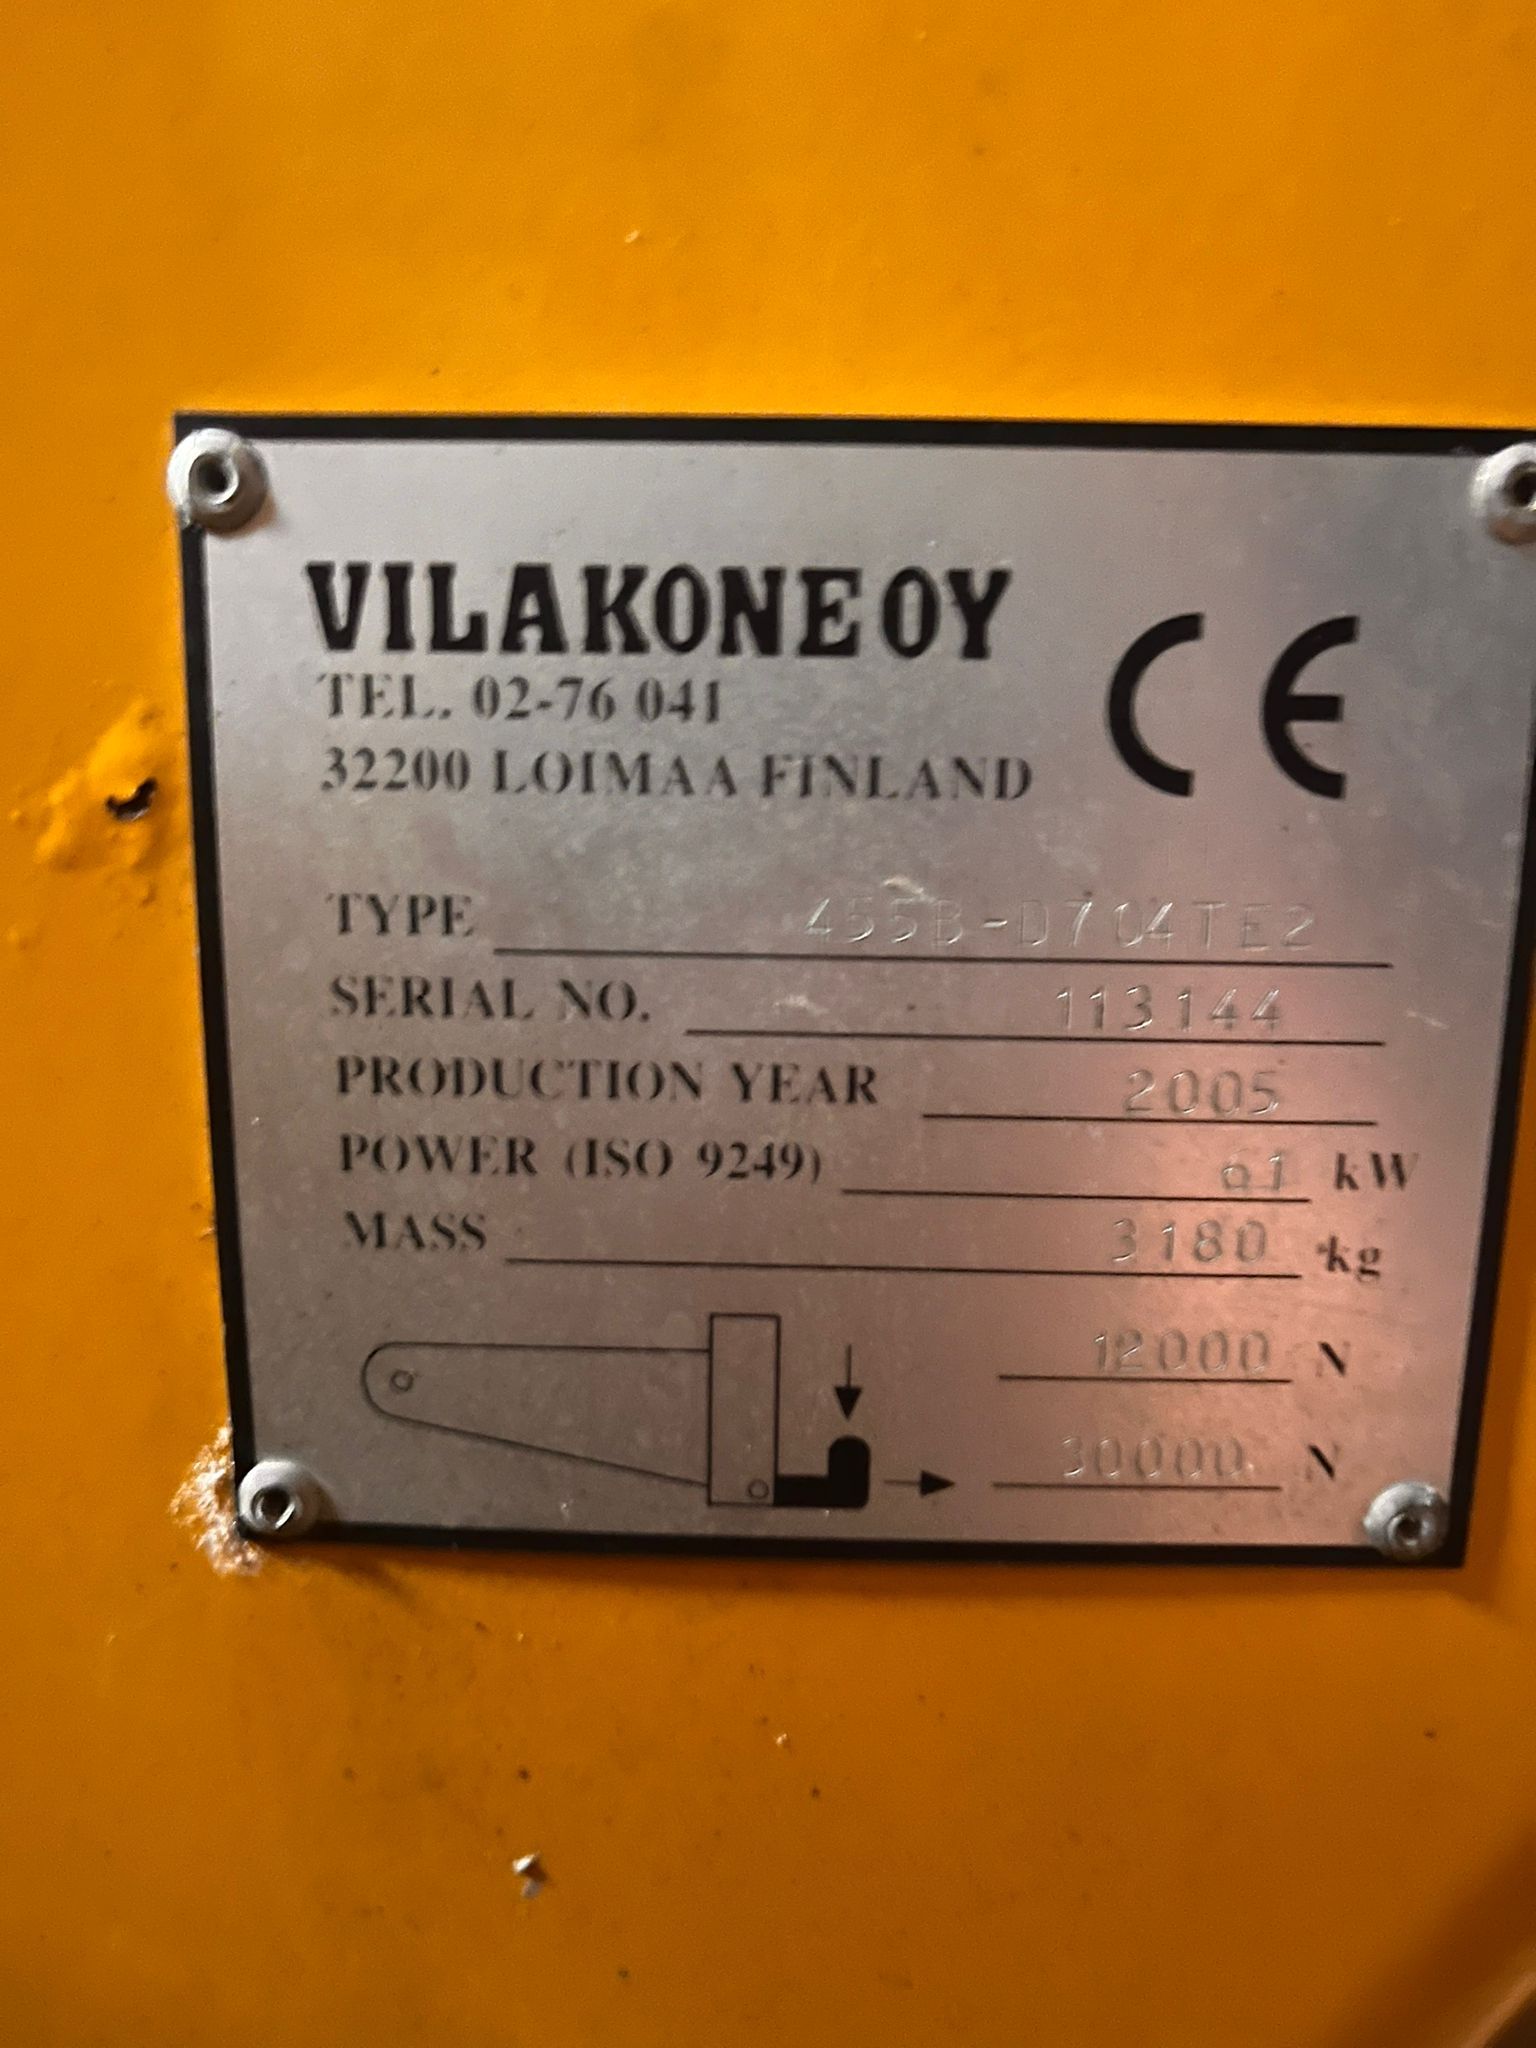 VILAKONE OY
TEL. 02-76 041
32200 LOIMAA FINLAND
CE
TYPE 455B-D704TE2
SERIAL NO. 113144
PRODUCTION YEAR 2005
POWER (ISO 9249) 61 kW
MASS 3180 kg
12000 N
30000 N